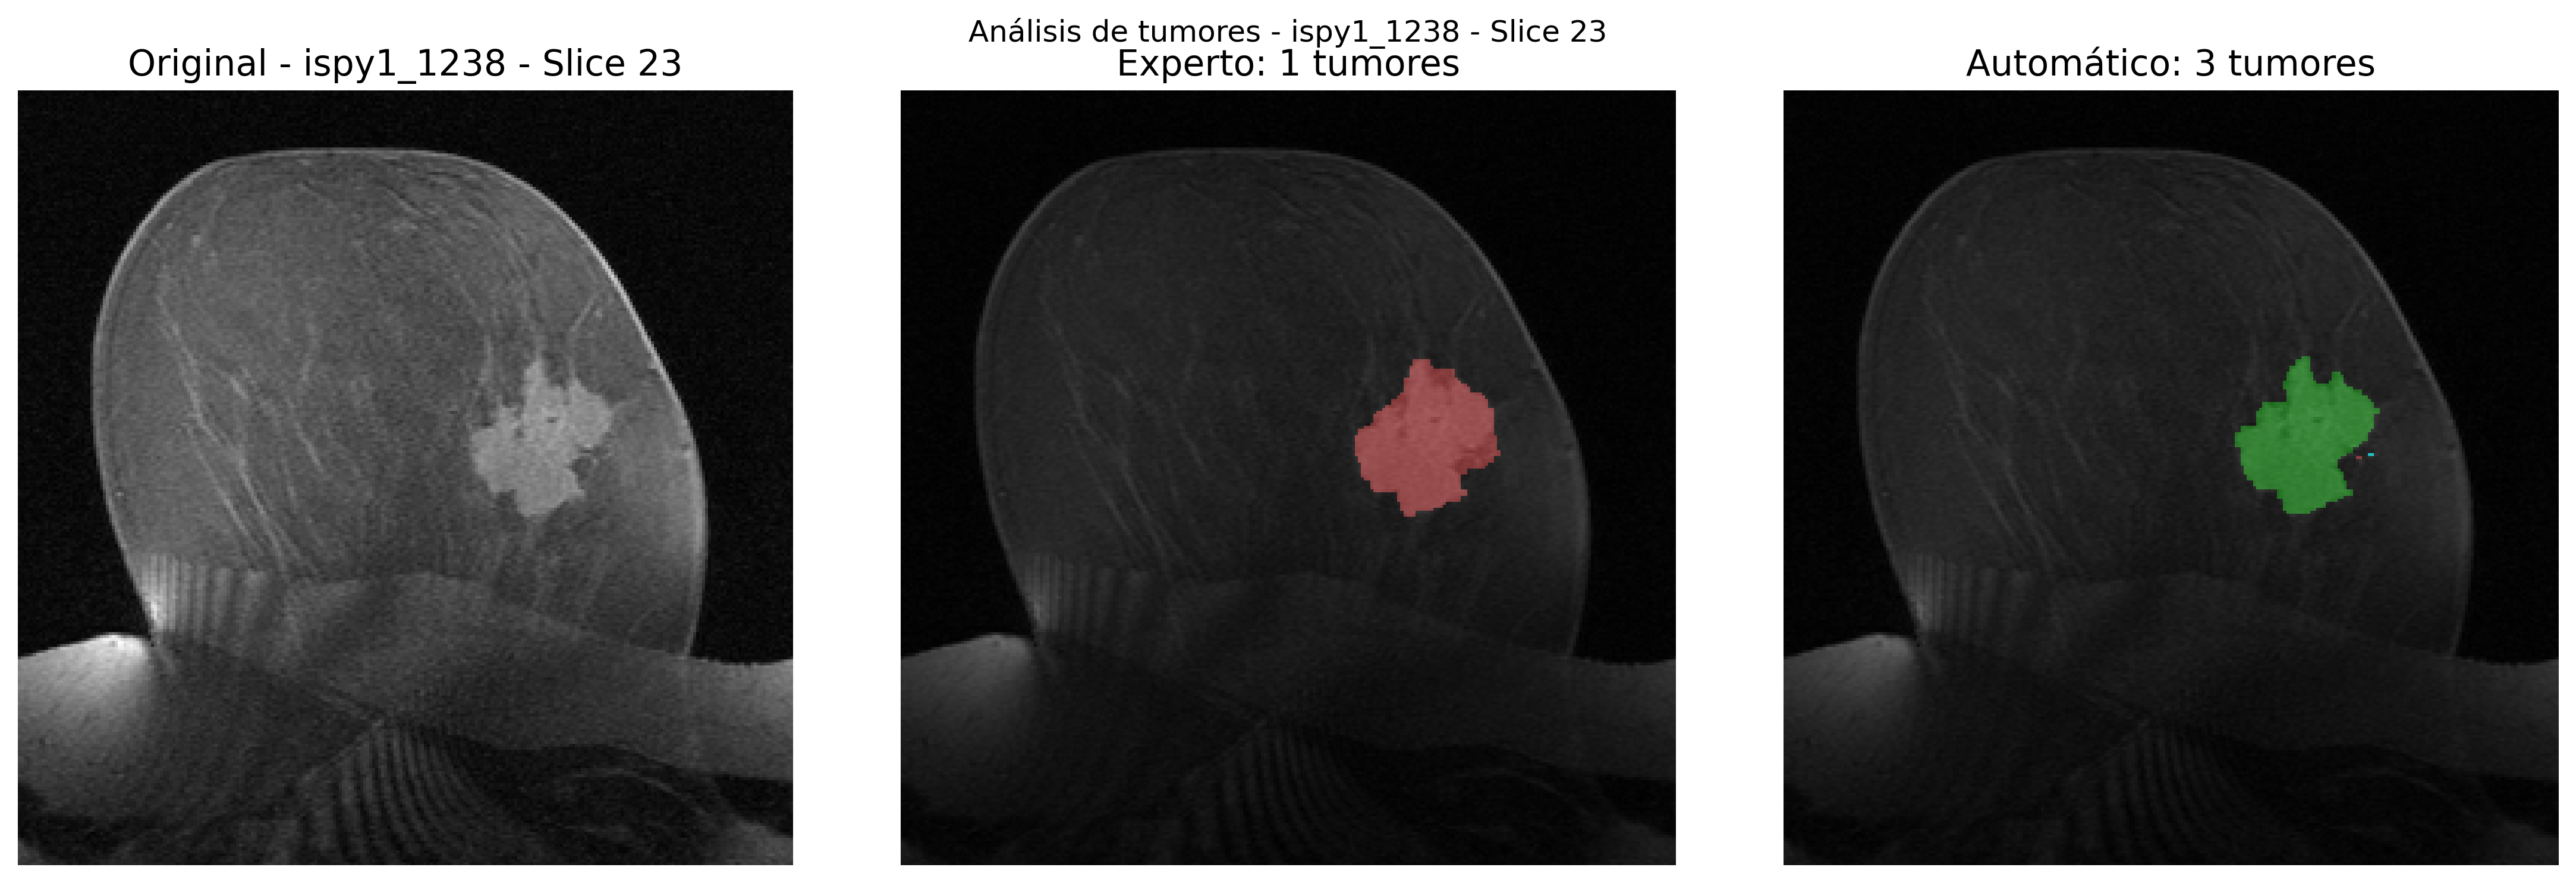 Análisis de tumores - ispy1_1238 - Slice 23
Original - ispy1_1238 - Slice 23
Experto: 1 tumores
Automático: 3 tumores